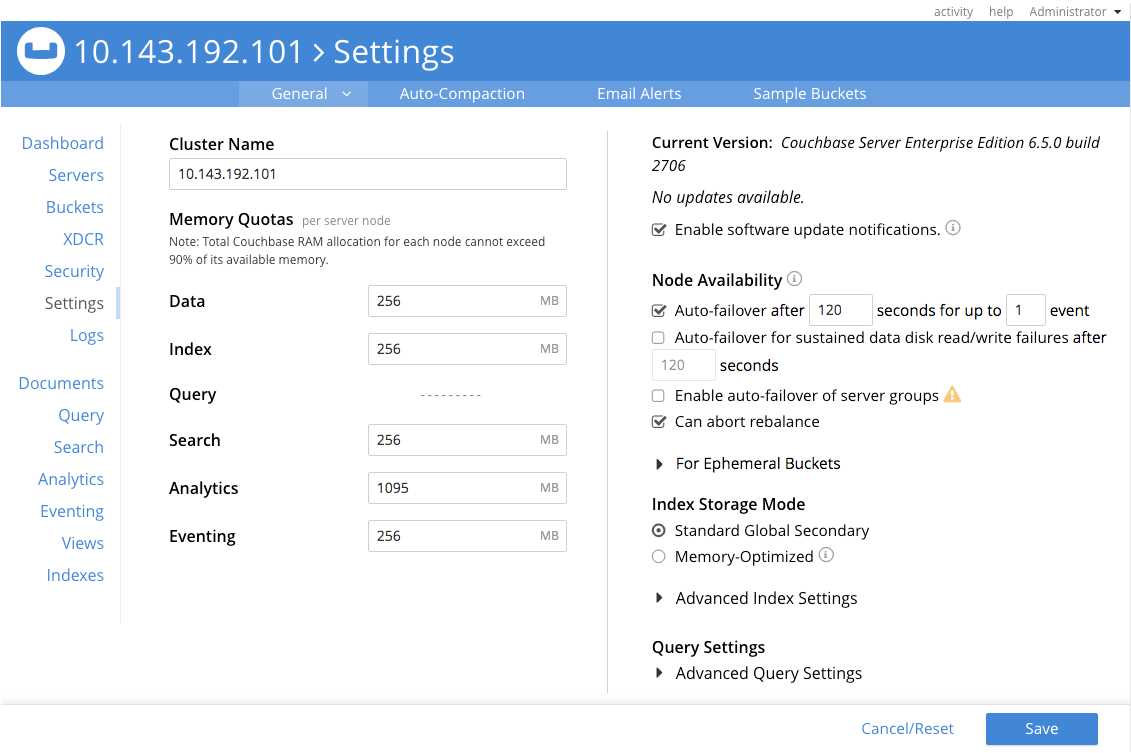 activity help Administrator
10.143.192.101 > Settings
General Auto-Compaction Email Alerts Sample Buckets
Dashboard
Servers
Buckets
XDCR
Security
Settings
Logs
Documents
Query
Search
Analytics
Eventing
Views
Indexes
Cluster Name
10.143.192.101
Memory Quotas per server node
Note: Total Couchbase RAM allocation for each node cannot exceed
90% of its available memory.
Data 256 MB
Index 256 MB
Query ---------
Search 256 MB
Analytics 1095 MB
Eventing 256 MB
Current Version: Couchbase Server Enterprise Edition 6.5.0 build
2706
No updates available.
Enable software update notifications.
Node Availability
Auto-failover after 120 seconds for up to 1 event
Auto-failover for sustained data disk read/write failures after
120 seconds
Enable auto-failover of server groups
Can abort rebalance
For Ephemeral Buckets
Index Storage Mode
Standard Global Secondary
Memory-Optimized
Advanced Index Settings
Query Settings
Advanced Query Settings
Cancel/Reset Save